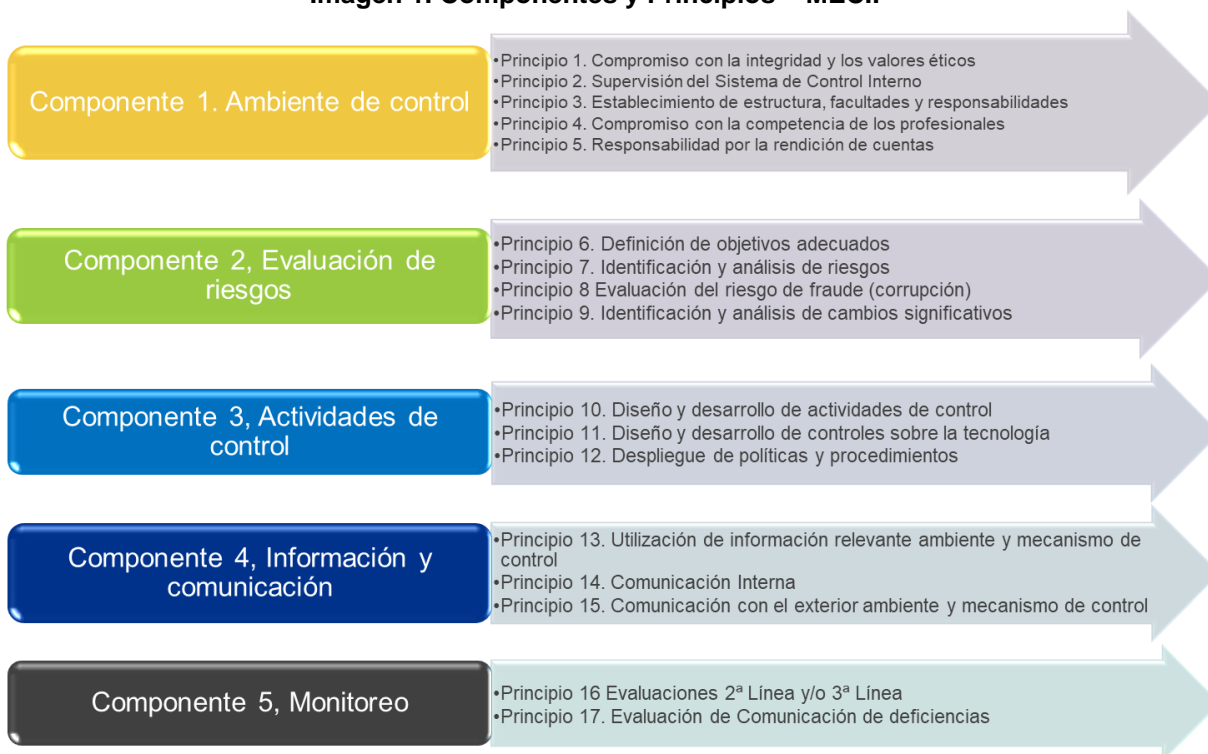 Componente 1. Ambiente de control
•Principio 1. Compromiso con la integridad y los valores éticos
•Principio 2. Supervisión del Sistema de Control Interno
•Principio 3. Establecimiento de estructura, facultades y responsabilidades
•Principio 4. Compromiso con la competencia de los profesionales
•Principio 5. Responsabilidad por la rendición de cuentas
Componente 2, Evaluación de
riesgos
•Principio 6. Definición de objetivos adecuados
•Principio 7. Identificación y análisis de riesgos
•Principio 8 Evaluación del riesgo de fraude (corrupción)
•Principio 9. Identificación y análisis de cambios significativos
Componente 3, Actividades de
control
•Principio 10. Diseño y desarrollo de actividades de control
•Principio 11. Diseño y desarrollo de controles sobre la tecnología
•Principio 12. Despliegue de políticas y procedimientos
Componente 4, Información y
comunicación
•Principio 13. Utilización de información relevante ambiente y mecanismo de
control
•Principio 14. Comunicación Interna
•Principio 15. Comunicación con el exterior ambiente y mecanismo de control
Componente 5, Monitoreo
•Principio 16 Evaluaciones 2ª Línea y/o 3ª Línea
•Principio 17. Evaluación de Comunicación de deficiencias